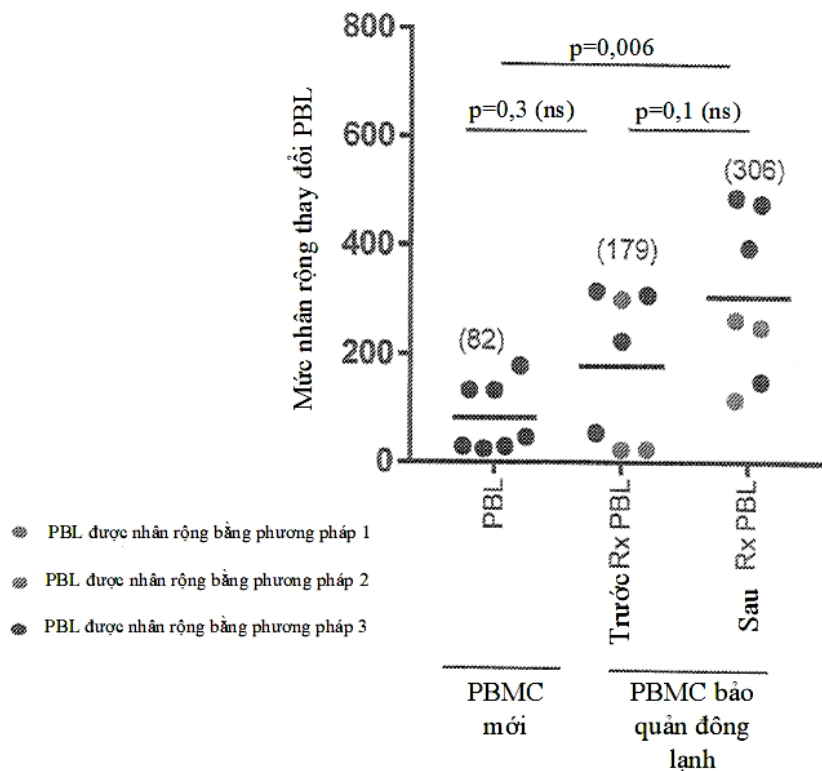 800
600
400
200
0
Mức nhân rộng thay đổi PBL
p=0,006
p=0,3 (ns)
p=0,1 (ns)
(82)
(179)
(306)
PBL
Trước Rx PBL
Sau Rx PBL
PBL được nhân rộng bằng phương pháp 1
PBL được nhân rộng bằng phương pháp 2
PBL được nhân rộng bằng phương pháp 3
PBMC
mới
PBMC bảo
quản đông
lạnh